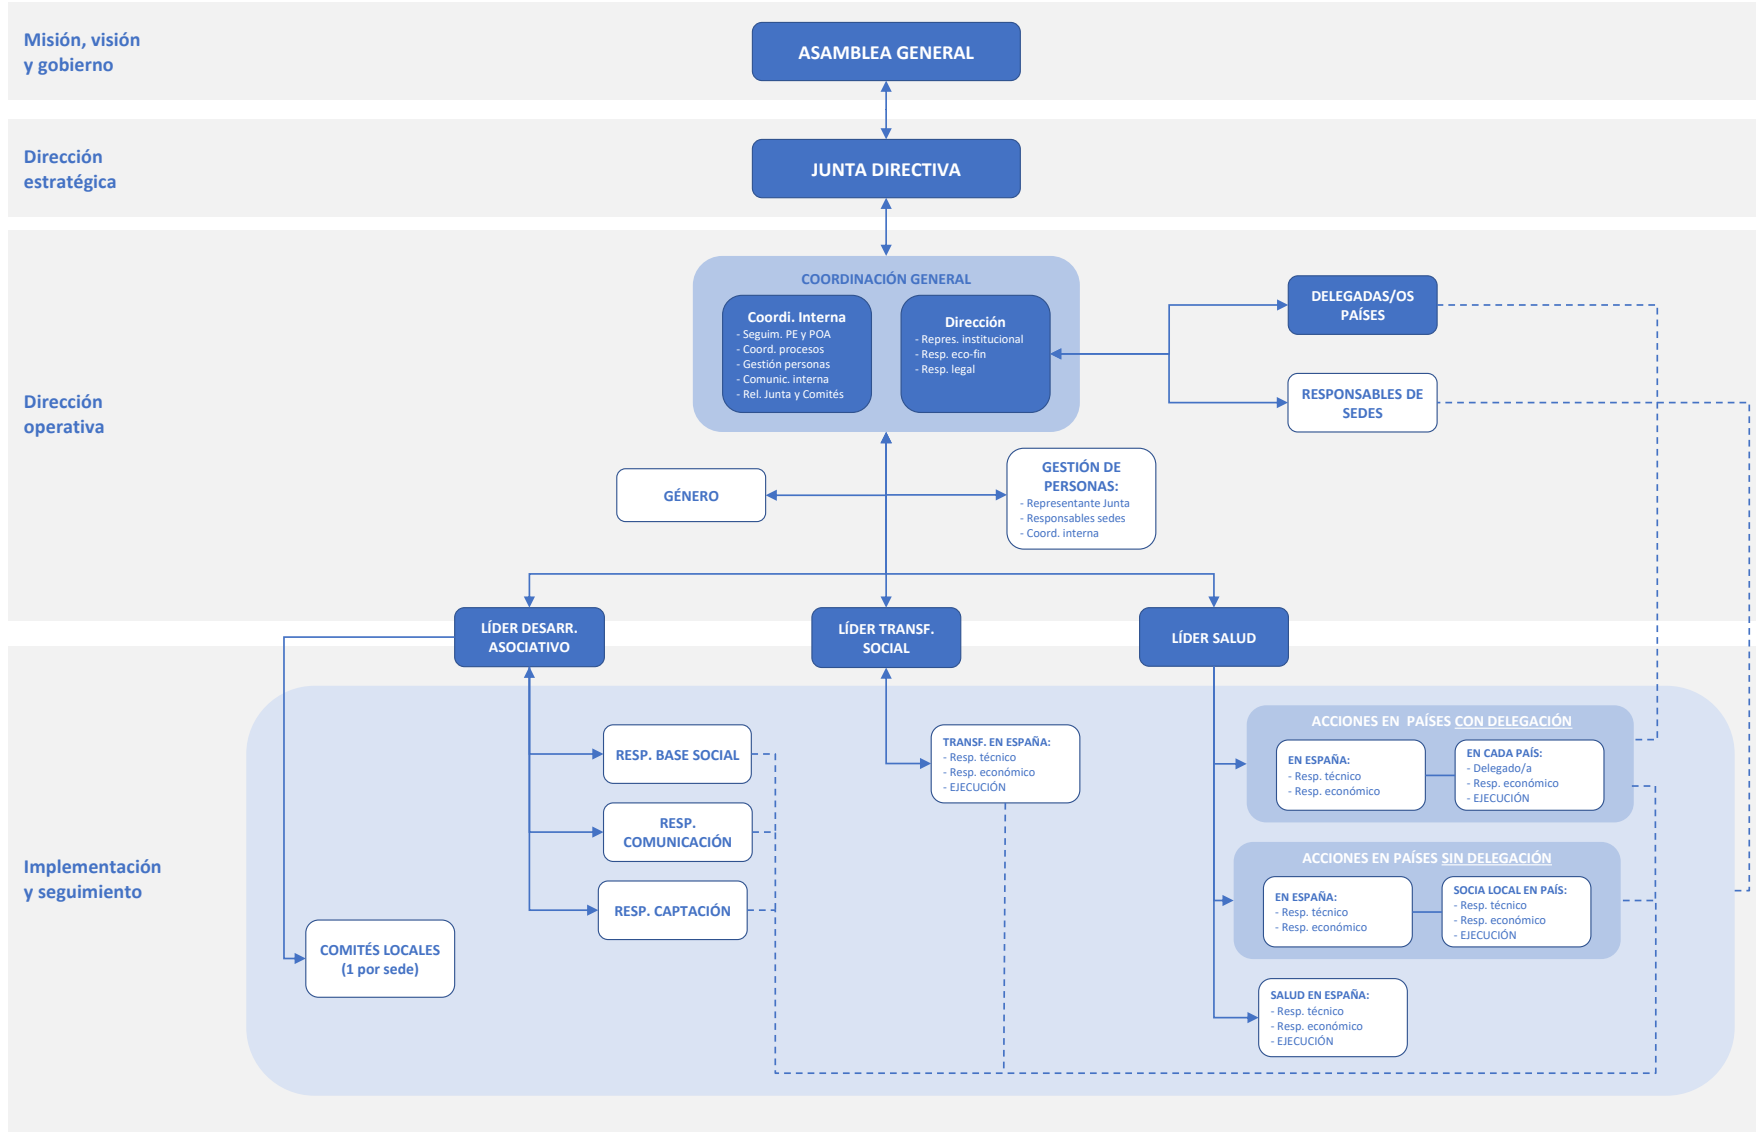 Misión, visión
y gobierno
ASAMBLEA GENERAL
Dirección
estratégica
JUNTA DIRECTIVA
Dirección
operativa
COORDINACIÓN GENERAL
Coordi. Interna
- Seguim. PE y POA
- Coord. procesos
- Gestión personas
- Comunic. interna
- Rel. Junta y Comités
Dirección
- Repres. institucional
- Resp. eco-fin
- Resp. legal
DELEGADAS/OS
PAÍSES
RESPONSABLES DE
SEDES
GÉNERO
GESTIÓN DE
PERSONAS:
- Representante Junta
- Responsables sedes
- Coord. interna
LÍDER DESARR.
ASOCIATIVO
LÍDER TRANSF.
SOCIAL
LÍDER SALUD
Implementación
y seguimiento
RESP. BASE SOCIAL
RESP.
COMUNICACIÓN
RESP. CAPTACIÓN
COMITÉS LOCALES
(1 por sede)
TRANSF. EN ESPAÑA:
- Resp. técnico
- Resp. económico
- EJECUCIÓN
ACCIONES EN PAÍSES CON DELEGACIÓN
EN ESPAÑA:
- Resp. técnico
- Resp. económico
EN CADA PAÍS:
- Delegado/a
- Resp. económico
- EJECUCIÓN
ACCIONES EN PAÍSES SIN DELEGACIÓN
EN ESPAÑA:
- Resp. técnico
- Resp. económico
SOCIA LOCAL EN PAÍS:
- Resp. técnico
- Resp. económico
- EJECUCIÓN
SALUD EN ESPAÑA:
- Resp. técnico
- Resp. económico
- EJECUCIÓN